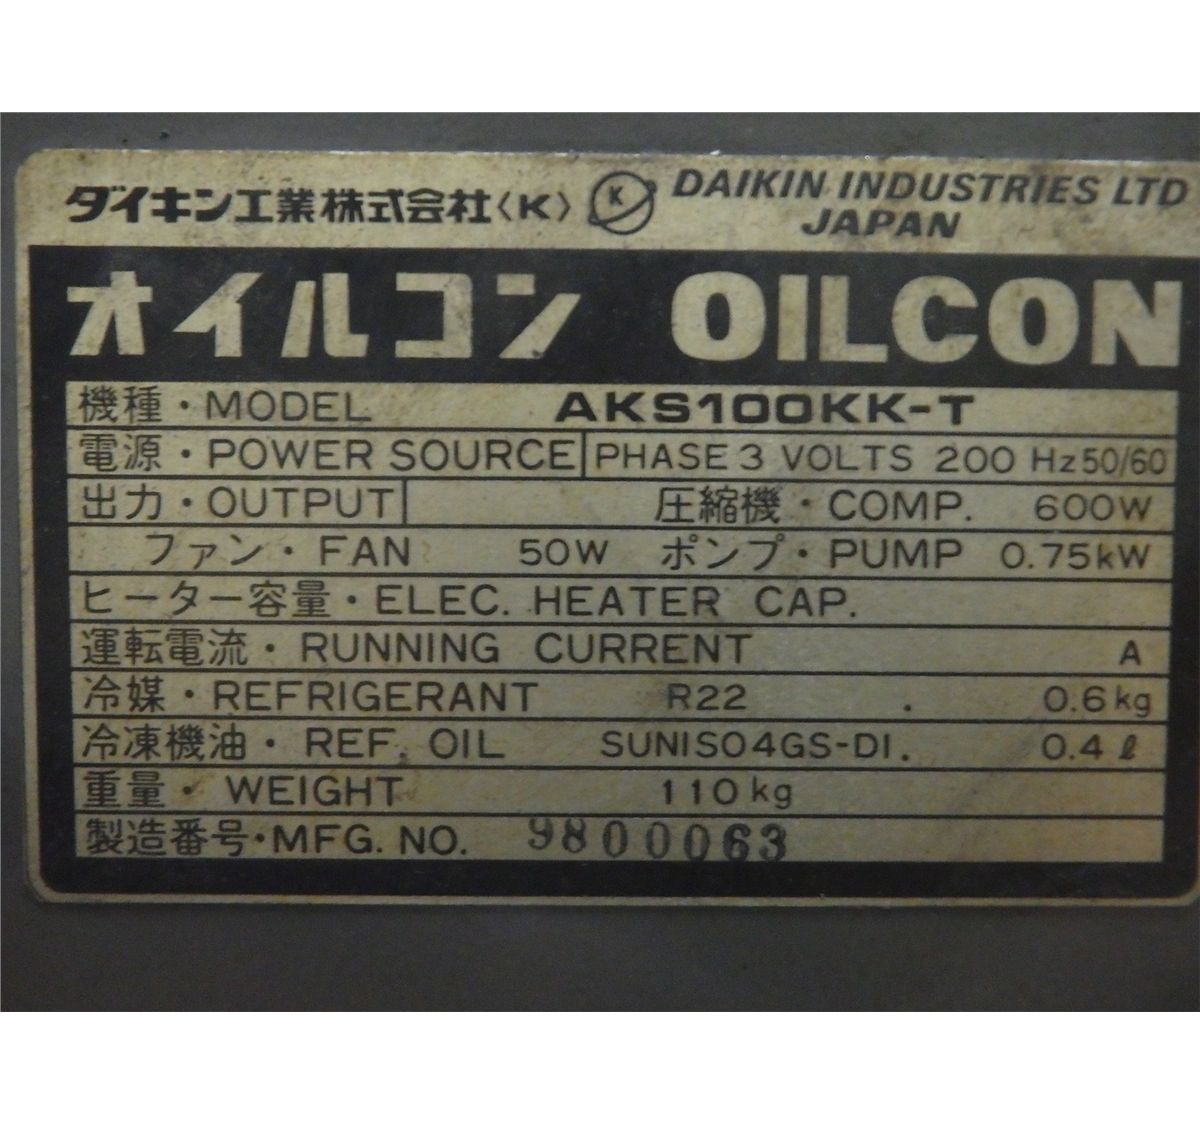 ダイキン工業株式会社〈K〉 K DAIKIN INDUSTRIES LTD
JAPAN
オイルコン OILCON
機種・MODEL AKS100KK-T
電源・POWER SOURCE PHASE 3 VOLTS 200 Hz 50/60
出力・OUTPUT 圧縮機・COMP. 600W
ファン・FAN 50W ポンプ・PUMP 0.75kW
ヒーター容量・ELEC. HEATER CAP.
運転電流・RUNNING CURRENT A
冷媒・REFRIGERANT R22 . 0.6kg
冷凍機油・REF. OIL SUNISO4GS-DI. 0.4ℓ
重量・WEIGHT 110kg
製造番号・MFG. NO. 9800063